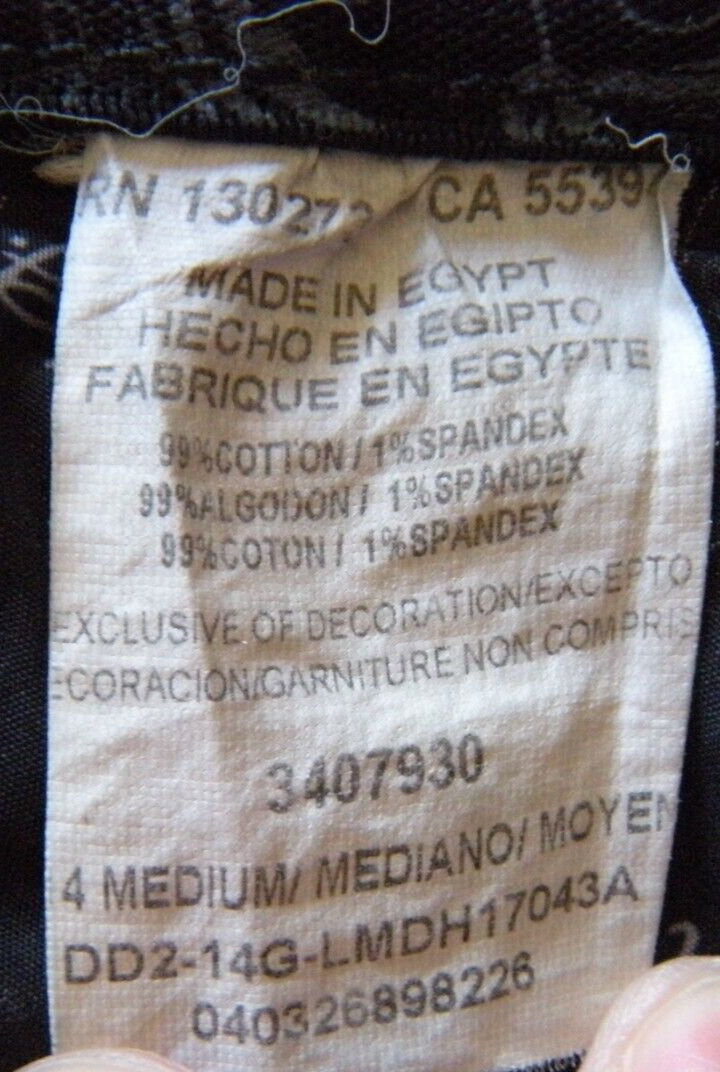 RN 130273 CA 55397
MADE IN EGYPT
HECHO EN EGIPTO
FABRIQUE EN EGYPTE
99%COTTON / 1%SPANDEX
99%ALGODON / 1%SPANDEX
99%COTON / 1%SPANDEX
EXCLUSIVE OF DECORATION/EXCEPTO
ECORACION/GARNITURE NON COMPRIS
3407930
4 MEDIUM/ MEDIANO/ MOYEN
DD2-14G-LMDH17043A
040326898226